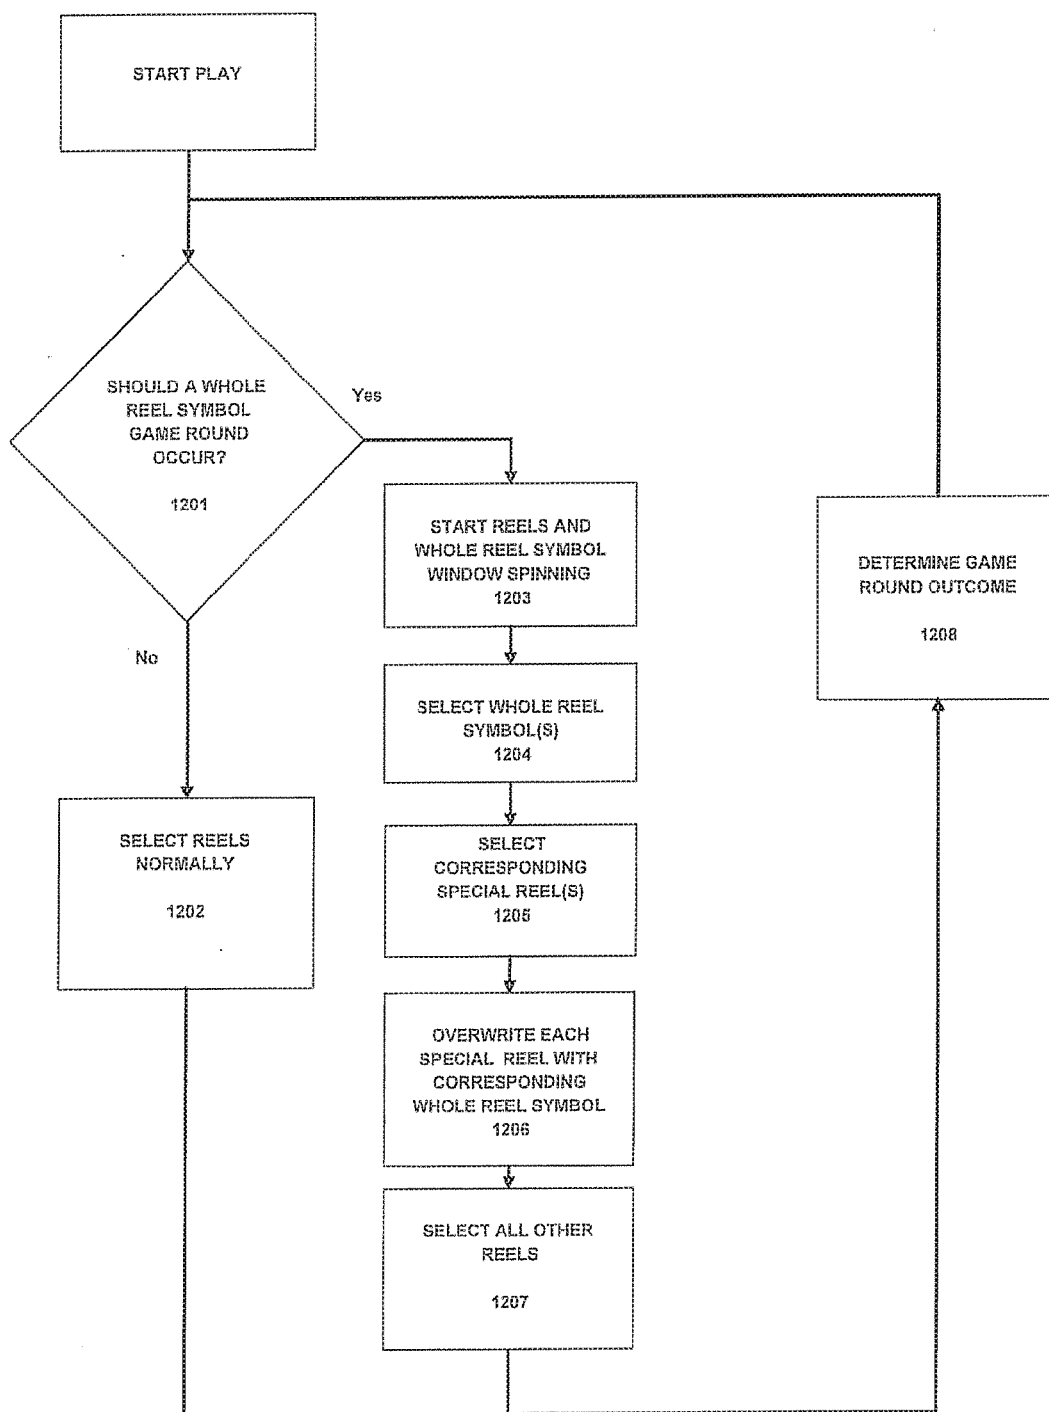 START PLAY
SHOULD A WHOLE
REEL SYMBOL
GAME ROUND
OCCUR?
1201
Yes
No
SELECT REELS
NORMALLY
1202
START REELS AND
WHOLE REEL SYMBOL
WINDOW SPINNING
1203
SELECT WHOLE REEL
SYMBOL(S)
1204
SELECT
CORRESPONDING
SPECIAL REEL(S)
1205
OVERWRITE EACH
SPECIAL REEL WITH
CORRESPONDING
WHOLE REEL SYMBOL
1206
SELECT ALL OTHER
REELS
1207
DETERMINE GAME
ROUND OUTCOME
1208